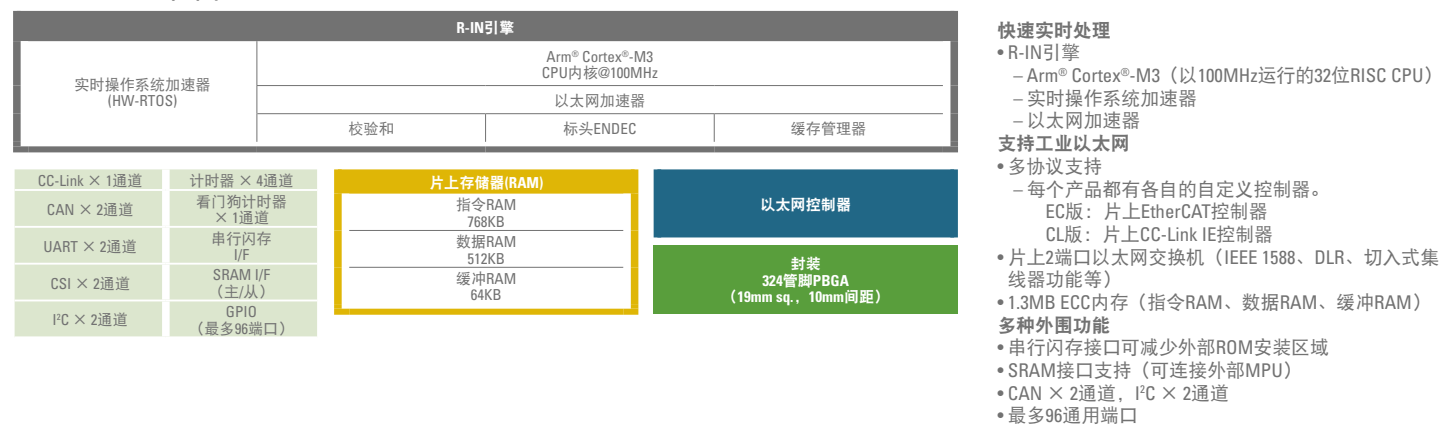 R-IN引擎
实时操作系统加速器
(HW-RTOS)
Arm® Cortex®-M3
CPU内核@100MHz
以太网加速器
校验和
标头ENDEC
缓存管理器
CC-Link × 1通道
计时器 × 4通道
CAN × 2通道
看门狗计时器
× 1通道
UART × 2通道
串行闪存
I/F
CSI × 2通道
SRAM I/F
（主/从）
I²C × 2通道
GPIO
（最多96端口）
片上存储器(RAM)
指令RAM
768KB
数据RAM
512KB
缓冲RAM
64KB
以太网控制器
封装
324管脚PBGA
（19mm sq.，10mm间距）
快速实时处理
• R-IN引擎
– Arm® Cortex®-M3（以100MHz运行的32位RISC CPU）
– 实时操作系统加速器
– 以太网加速器
支持工业以太网
• 多协议支持
– 每个产品都有各自的自定义控制器。
EC版：片上EtherCAT控制器
CL版：片上CC-Link IE控制器
• 片上2端口以太网交换机（IEEE 1588、DLR、切入式集
线器功能等）
• 1.3MB ECC内存（指令RAM、数据RAM、缓冲RAM）
多种外围功能
• 串行闪存接口可减少外部ROM安装区域
• SRAM接口支持（可连接外部MPU）
• CAN × 2通道，I²C × 2通道
• 最多96通用端口